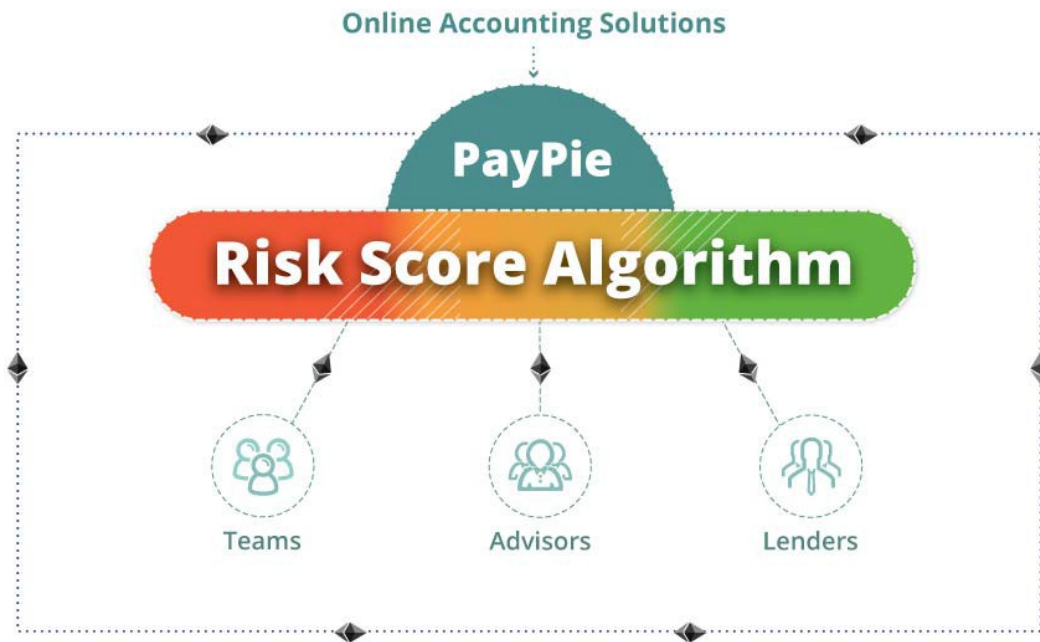 Online Accounting Solutions
PayPie
Risk Score Algorithm
Teams
Advisors
Lenders